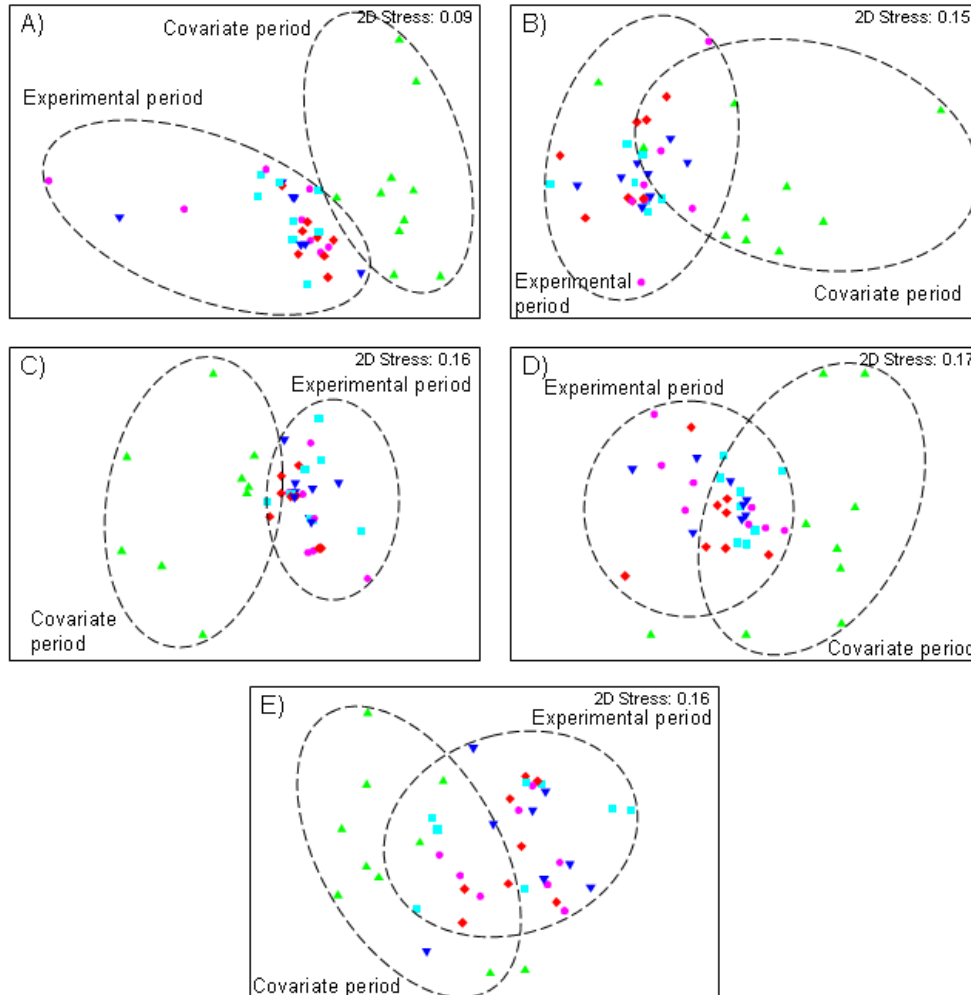 A)
2D Stress: 0.09
Covariate period
Experimental period
B)
2D Stress: 0.15
Experimental
period
Covariate period
C)
2D Stress: 0.16
Experimental period
Covariate
period
D)
2D Stress: 0.17
Experimental period
Covariate period
E)
2D Stress: 0.16
Experimental period
Covariate period